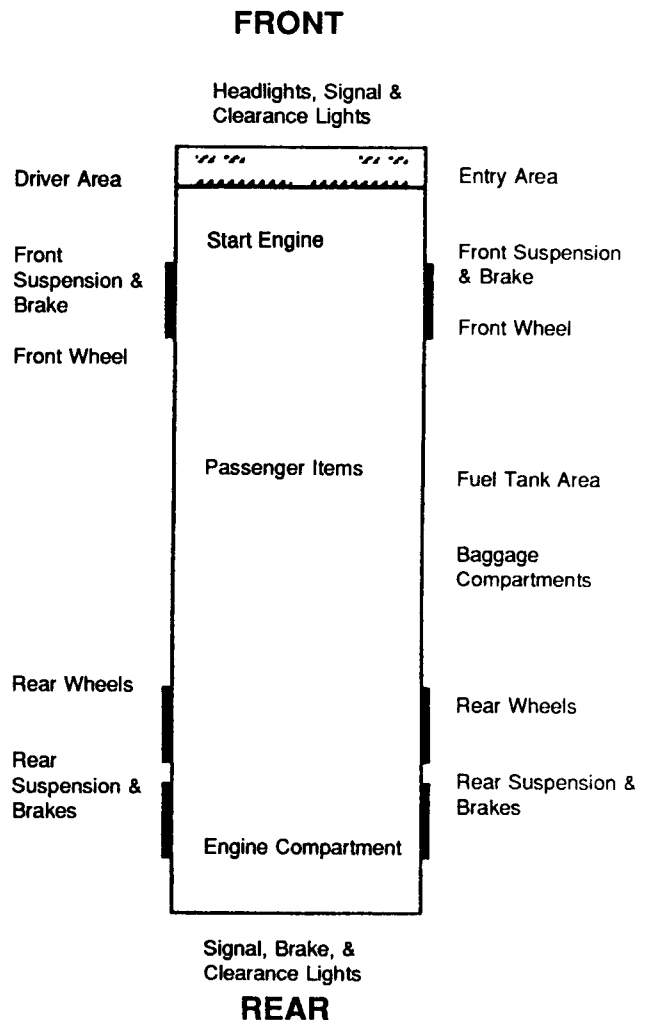 FRONT
Headlights, Signal &
Clearance Lights
Driver Area
Entry Area
Start Engine
Front
Suspension &
Brake
Front Suspension
& Brake
Front Wheel
Front Wheel
Passenger Items
Fuel Tank Area
Baggage
Compartments
Rear Wheels
Rear Wheels
Rear
Suspension &
Brakes
Rear Suspension &
Brakes
Engine Compartment
Signal, Brake, &
Clearance Lights
REAR